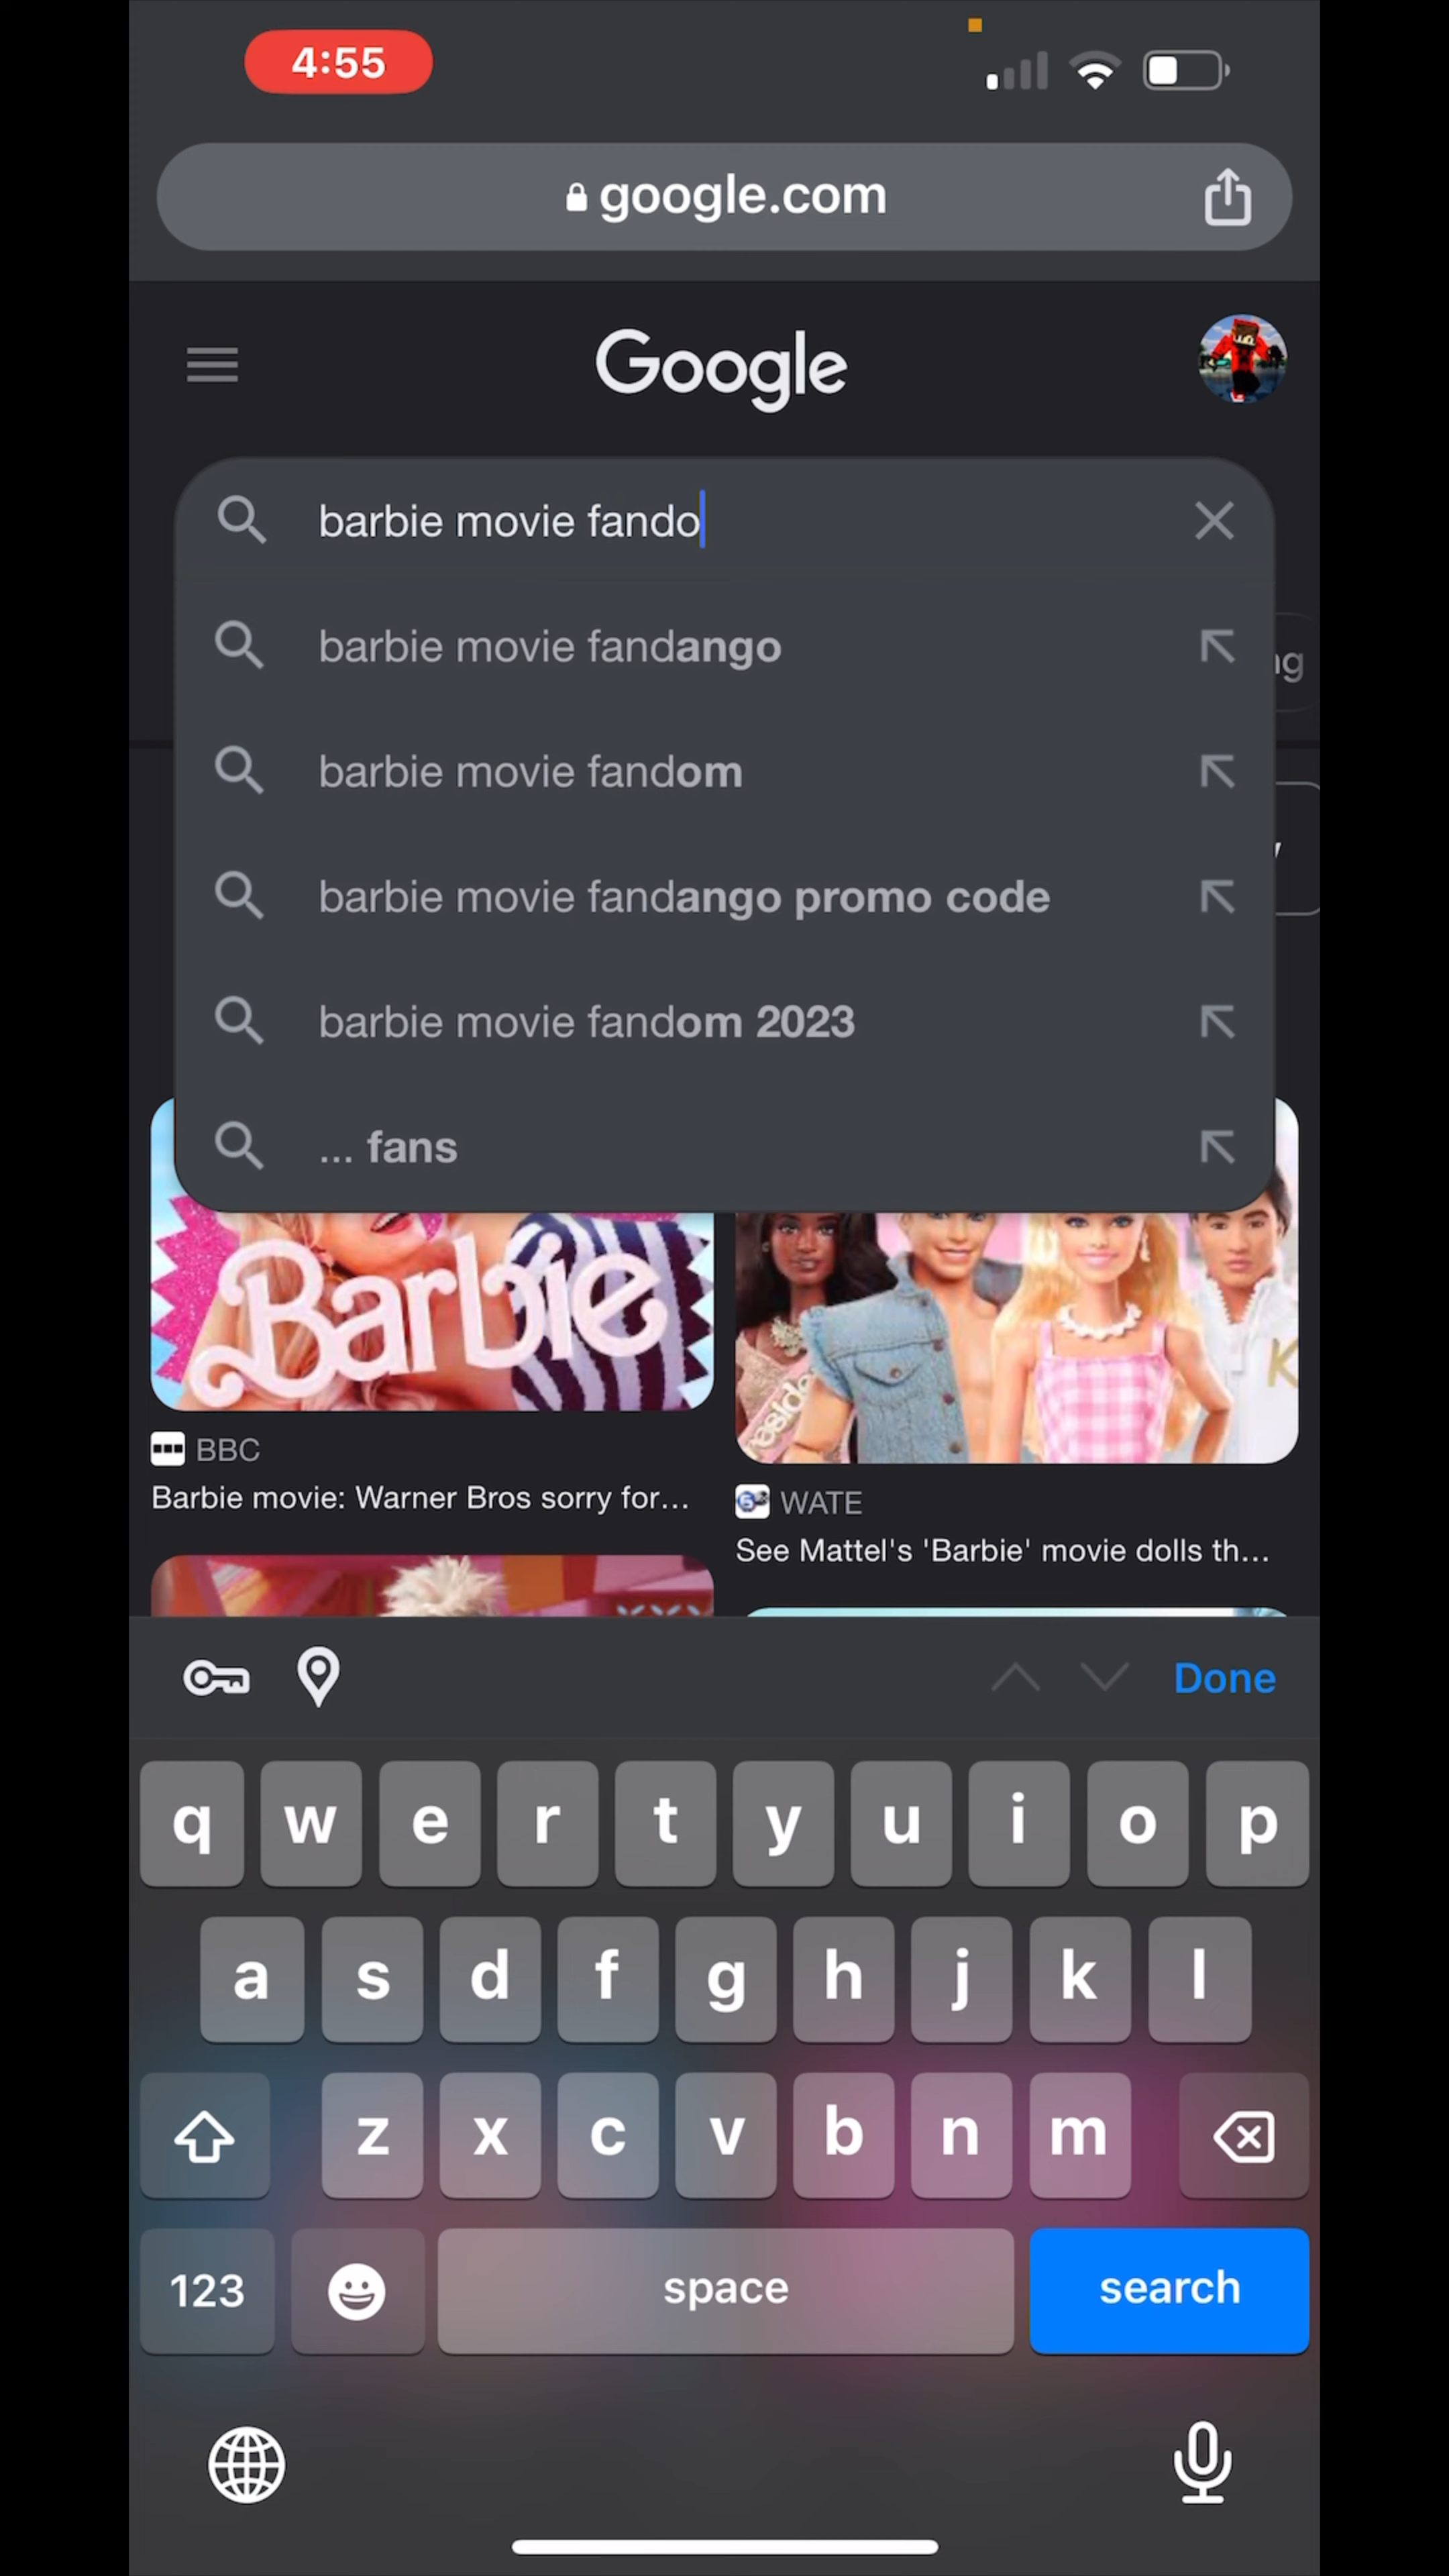 4:55
google.com
Google
barbie movie fando
barbie movie fandango
ng
barbie movie fandom
barbie movie fandango promo code
barbie movie fandom 2023
... fans
Barbie
K
BBC
Barbie movie: Warner Bros sorry for...
WATE
See Mattel's 'Barbie' movie dolls th...
Done
q w e r t y u i o p
a s d f g h j k l
z x c v b n m
123 space search